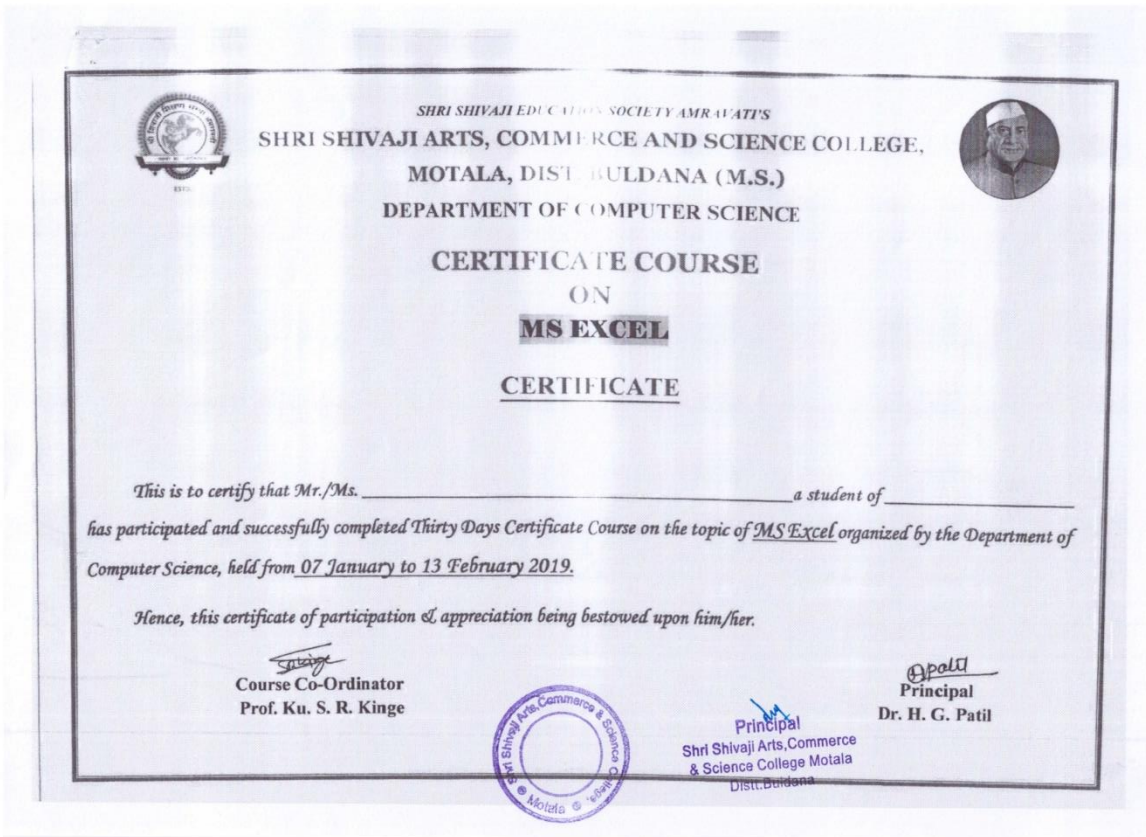 SHRI SHIVAJI EDUCATION SOCIETY AMRAVATI'S
SHRI SHIVAJI ARTS, COMMERCE AND SCIENCE COLLEGE,
MOTALA, DIST. BULDANA (M.S.)
DEPARTMENT OF COMPUTER SCIENCE
CERTIFICATE COURSE
ON
MS EXCEL
CERTIFICATE
This is to certify that Mr./Ms. a student of
has participated and successfully completed Thirty Days Certificate Course on the topic of MS Excel organized by the Department of
Computer Science, held from 07 January to 13 February 2019.
Hence, this certificate of participation & appreciation being bestowed upon him/her.
Course Co-Ordinator
Prof. Ku. S. R. Kinge
Shri Shivaji Arts,Commerce & Science College,
Motala
Principal
Shri Shivaji Arts,Commerce
& Science College Motala
Distt:Buldana
Principal
Dr. H. G. Patil